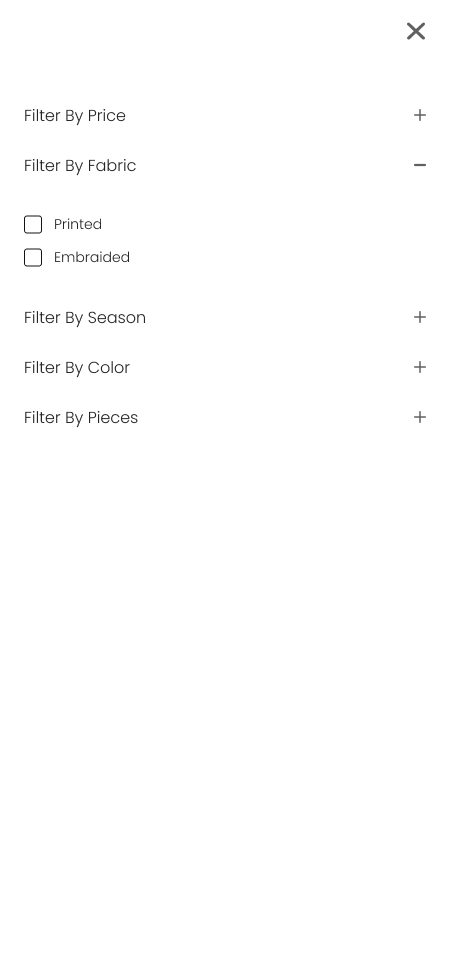 Filter By Price
Filter By Fabric
Printed
Embraided
Filter By Season
Filter By Color
Filter By Pieces